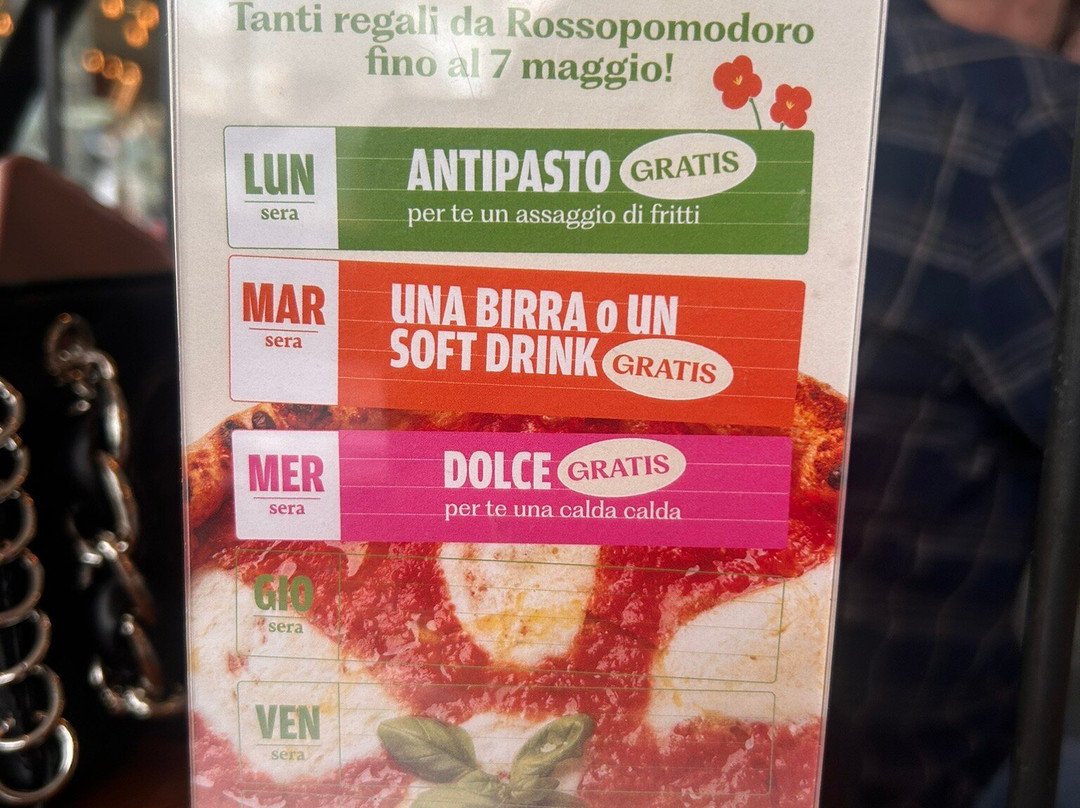 Tanti regali da Rossopomodoro
fino al 7 maggio!
LUN
sera
ANTIPASTO GRATIS
per te un assaggio di fritti
MAR
sera
UNA BIRRA o UN
SOFT DRINK GRATIS
MER
sera
DOLCE GRATIS
per te una calda calda
GIO
sera
VEN
sera